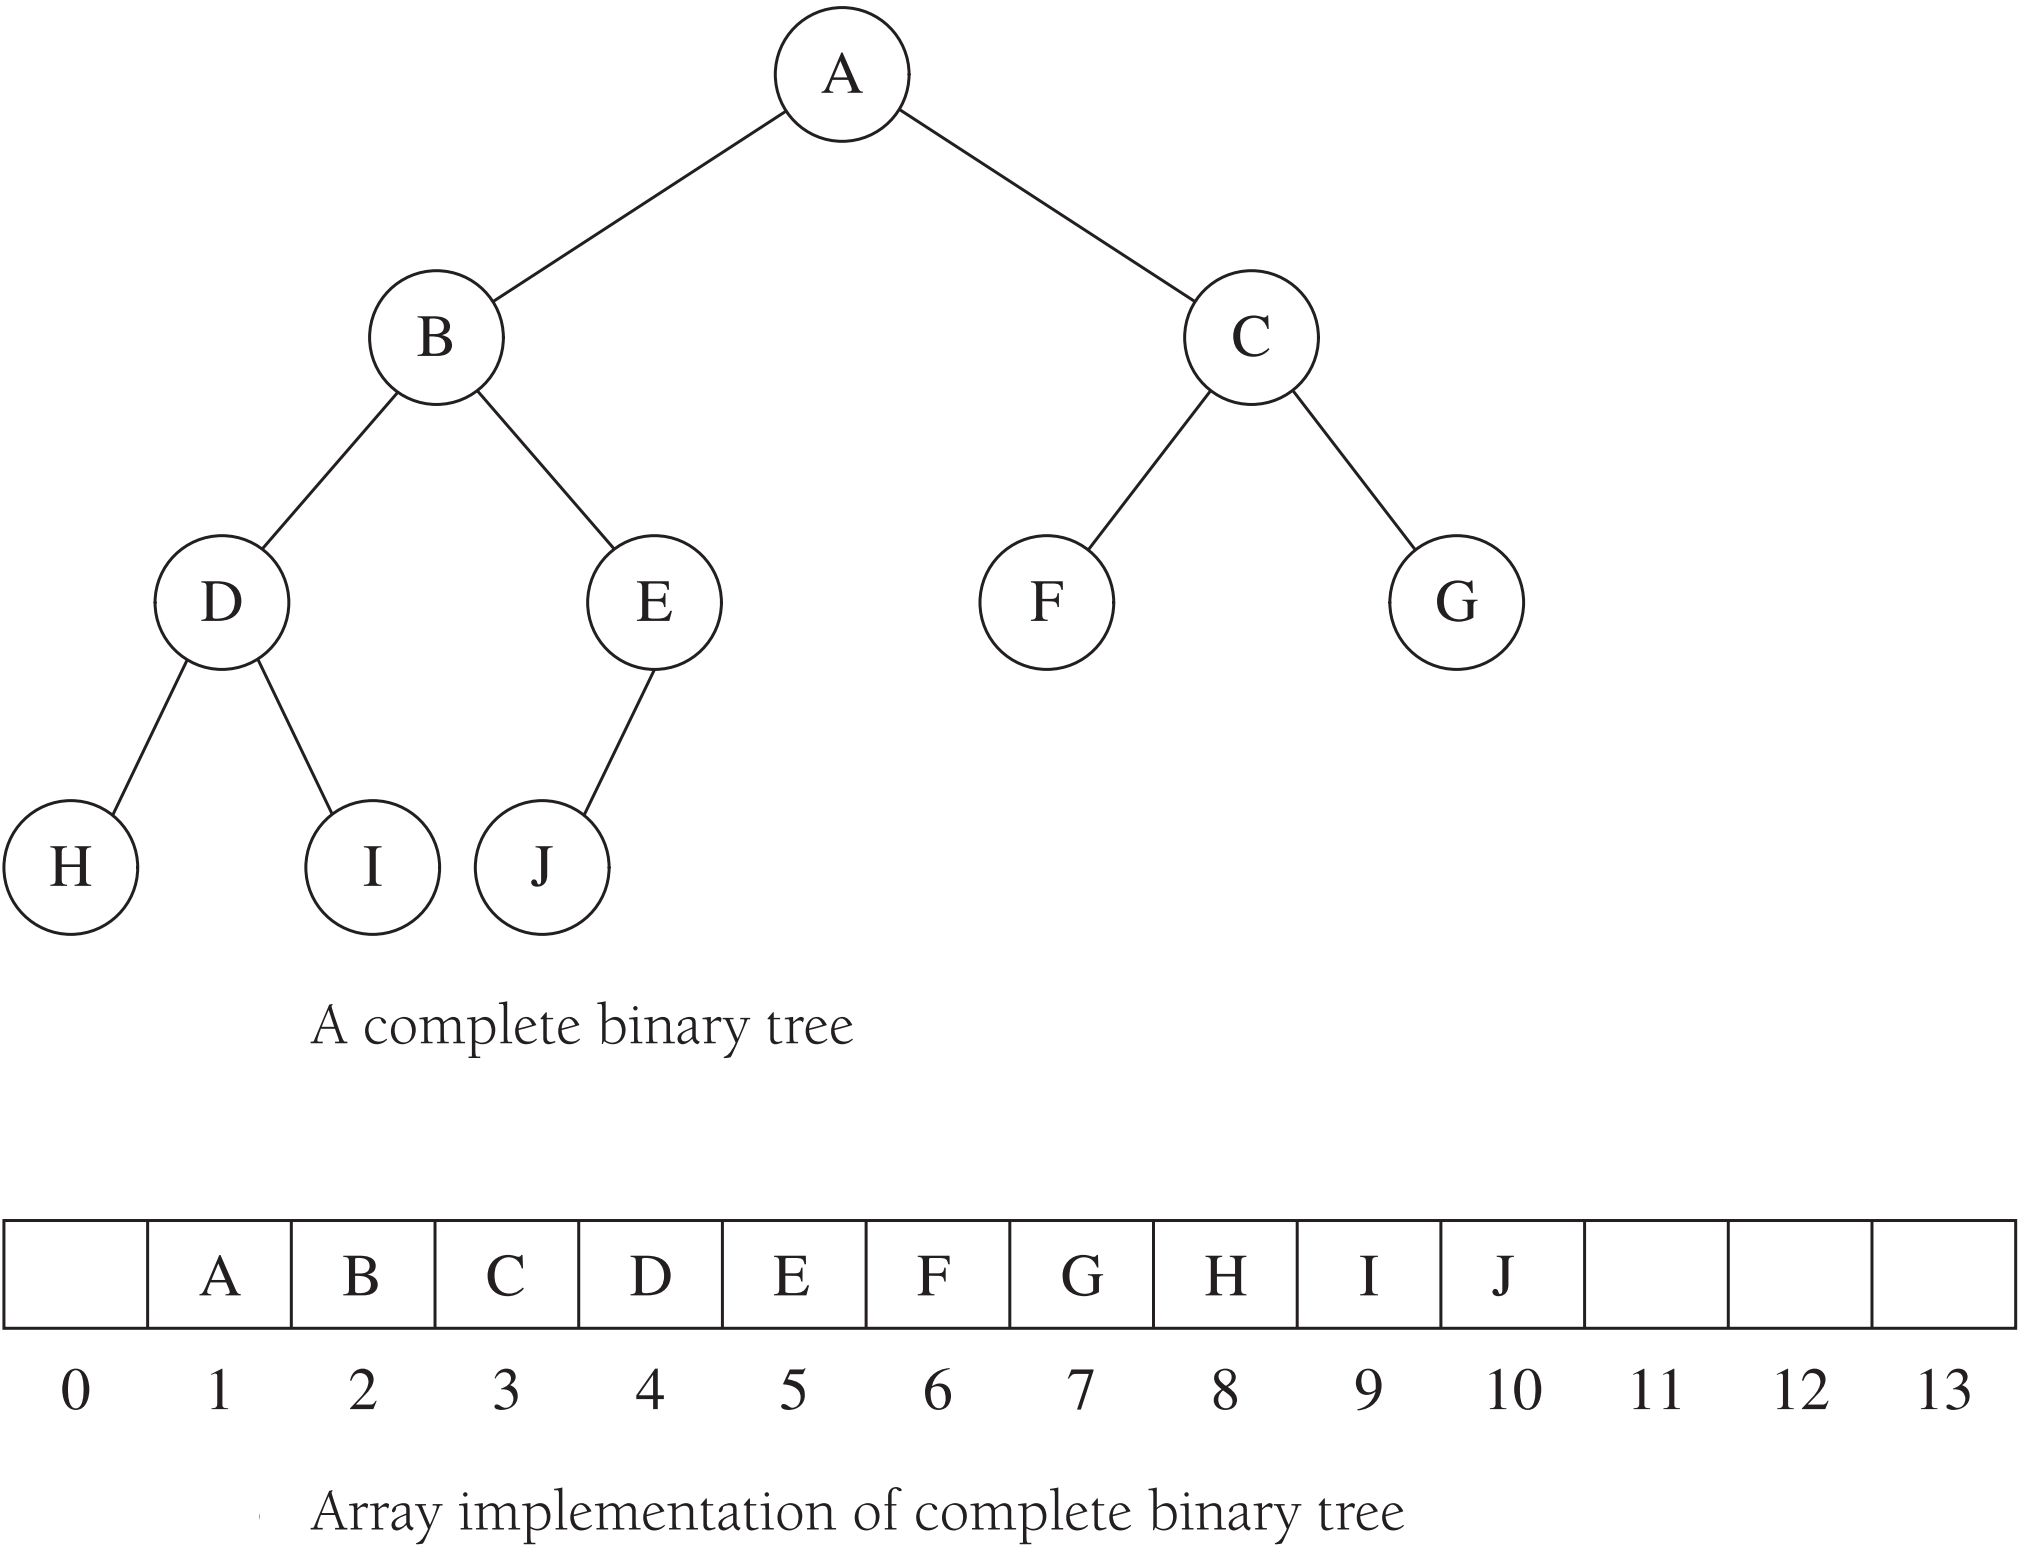 A
B C
D E F G
H I J
A complete binary tree
A B C D E F G H I J
0 1 2 3 4 5 6 7 8 9 10 11 12 13
Array implementation of complete binary tree